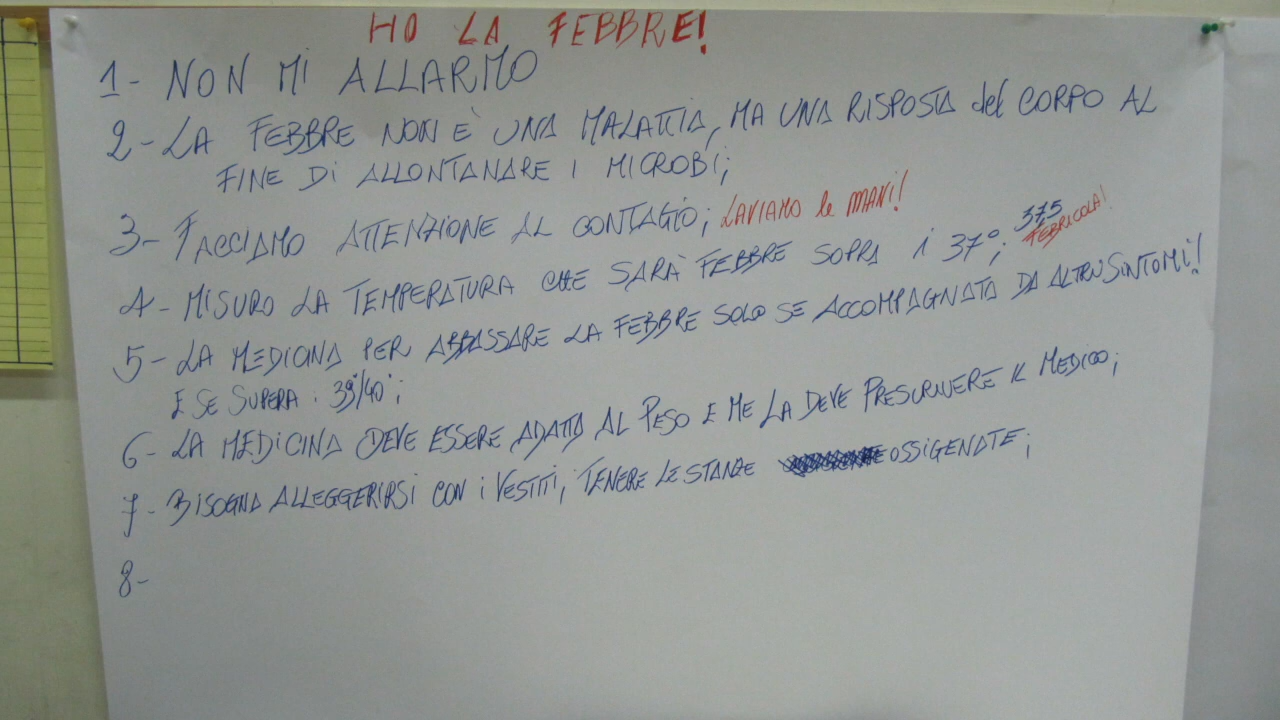 HO LA FEBBRE!
1- NON MI ALLARMO
2- LA FEBBRE NON È UNA MALATTIA, MA UNA RISPOSTA del CORPO AL
FINE DI ALLONTANARE I MICROBI;
3- FACCIAMO ATTENZIONE AL CONTAGIO; LAVIAMO le MANI!
4- MISURO LA TEMPERATURA CHE SARÀ FEBBRE SOPRA i 37°; 37,5 FEBRICOLA!
5- LA MEDICINA PER ABBASSARE LA FEBBRE SOLO SE ACCOMPAGNATA DA ALTRI SINTOMI!
E SE SUPERA i 39°/40°;
6- LA MEDICINA DEVE ESSERE ADATTA AL PESO E ME LA DEVE PRESCRIVERE IL MEDICO;
7- BISOGNA ALLEGGERIRSI CON i VESTITI, TENERE LE STANZE OSSIGENATE;
8-